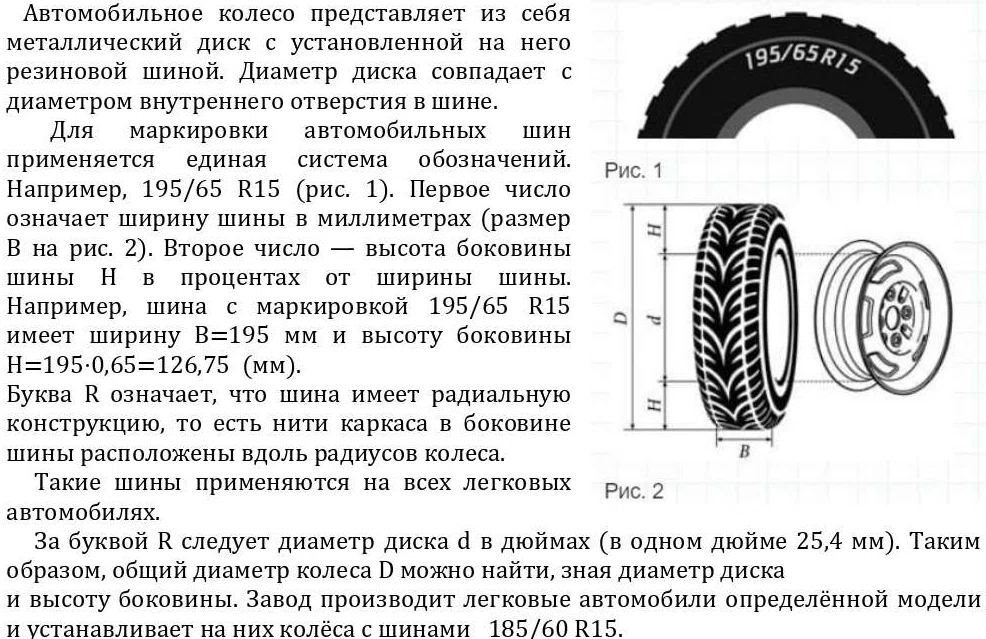 Автомобильное колесо представляет из себя
металлический диск с установленной на него
резиновой шиной. Диаметр диска совпадает с
диаметром внутреннего отверстия в шине.
Для маркировки автомобильных шин
применяется единая система обозначений.
Например, 195/65 R15 (рис. 1). Первое число
означает ширину шины в миллиметрах (размер
В на рис. 2). Второе число — высота боковины
шины Н в процентах от ширины шины.
Например, шина с маркировкой 195/65 R15
имеет ширину В=195 мм и высоту боковины
Н=195·0,65=126,75 (мм).
Буква R означает, что шина имеет радиальную
конструкцию, то есть нити каркаса в боковине
шины расположены вдоль радиусов колеса.
Такие шины применяются на всех легковых
автомобилях.
За буквой R следует диаметр диска d в дюймах (в одном дюйме 25,4 мм). Таким
образом, общий диаметр колеса D можно найти, зная диаметр диска
и высоту боковины. Завод производит легковые автомобили определённой модели
и устанавливает на них колёса с шинами 185/60 R15.
195/65R15
Рис. 1
H
D
d
H
B
Рис. 2